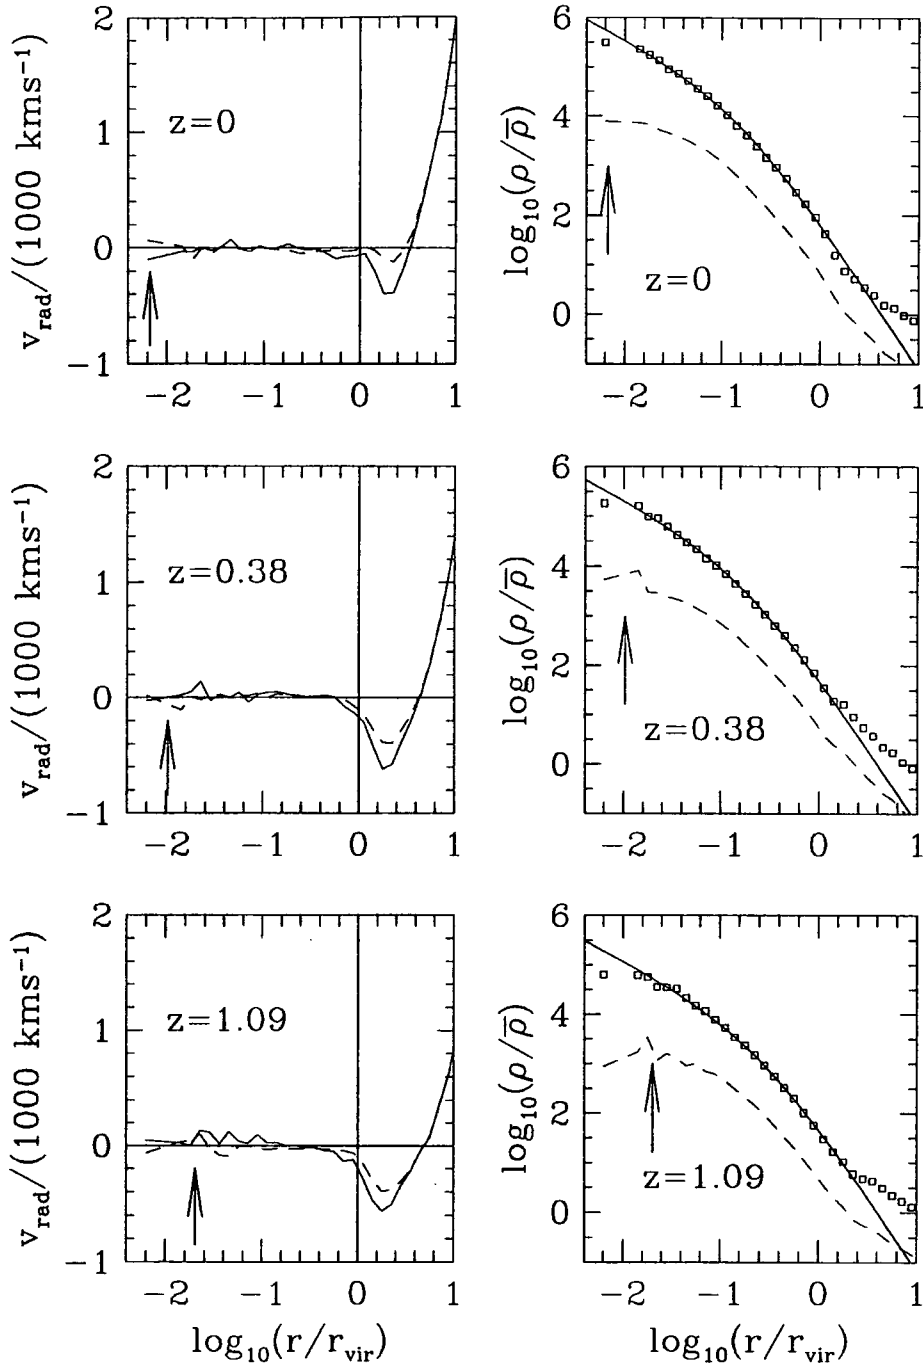 2
1
0
−1
v_rad/(1000 kms⁻¹)
z=0
−2 −1 0 1
6
4
2
0
log₁₀(ρ/ρ̅)
z=0
−2 −1 0 1
2
1
0
−1
v_rad/(1000 kms⁻¹)
z=0.38
−2 −1 0 1
6
4
2
0
log₁₀(ρ/ρ̅)
z=0.38
−2 −1 0 1
2
1
0
−1
v_rad/(1000 kms⁻¹)
z=1.09
−2 −1 0 1
log₁₀(r/r_vir)
6
4
2
0
log₁₀(ρ/ρ̅)
z=1.09
−2 −1 0 1
log₁₀(r/r_vir)